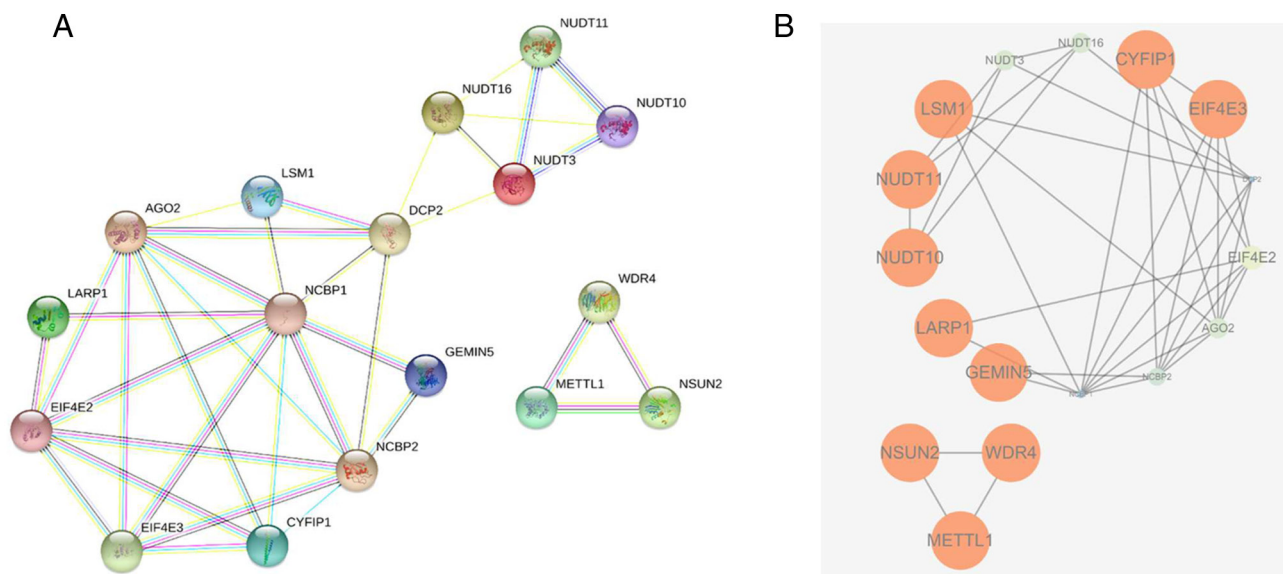 A
NUDT11
NUDT16
NUDT10
NUDT3
LSM1
AGO2
DCP2
NCBP1
WDR4
LARP1
GEMIN5
METTL1
NSUN2
EIF4E2
NCBP2
EIF4E3
CYFIP1
B
NUDT16
NUDT3
CYFIP1
LSM1
EIF4E3
NUDT11
DCP2
NUDT10
EIF4E2
LARP1
AGO2
GEMIN5
NCBP2
NSUN2
WDR4
METTL1